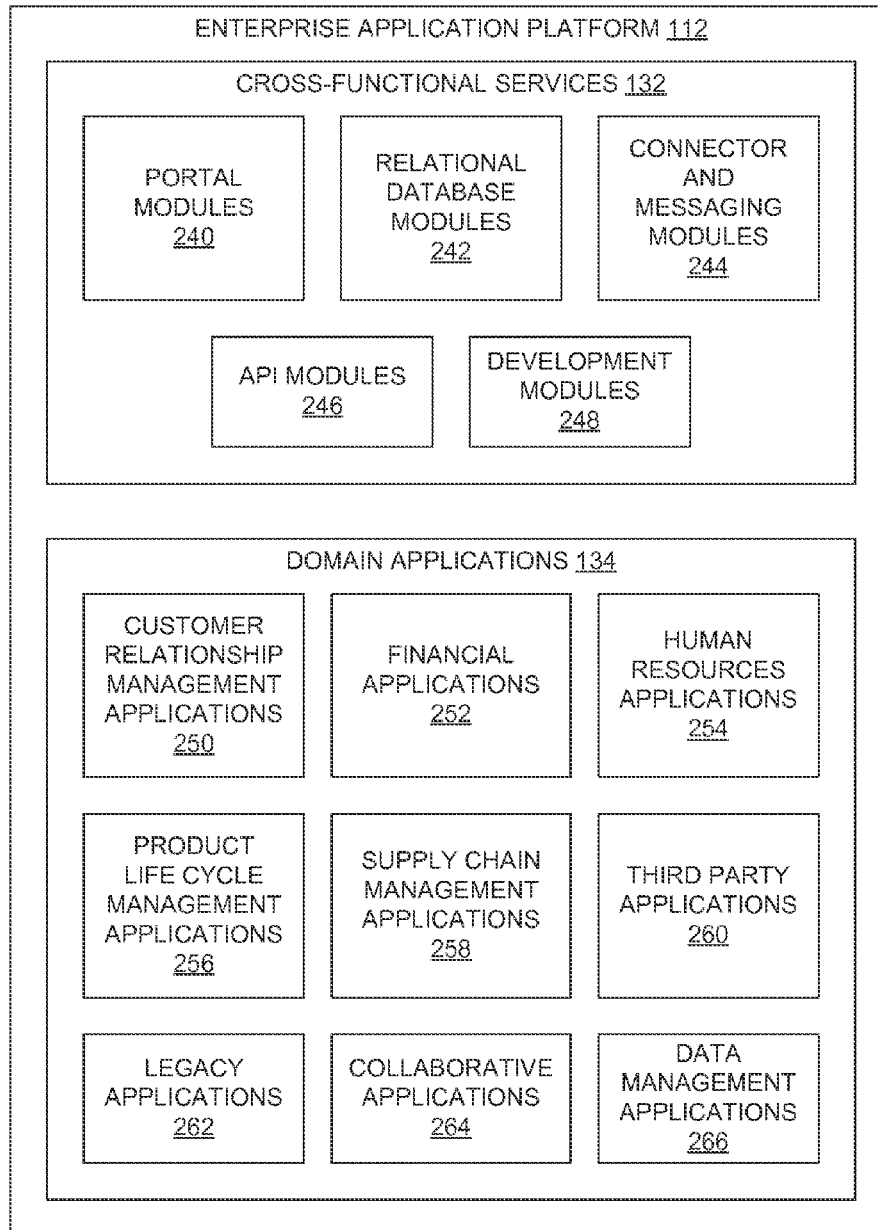 ENTERPRISE APPLICATION PLATFORM 112
CROSS-FUNCTIONAL SERVICES 132
PORTAL
MODULES
240
RELATIONAL
DATABASE
MODULES
242
CONNECTOR
AND
MESSAGING
MODULES
244
API MODULES
246
DEVELOPMENT
MODULES
248
DOMAIN APPLICATIONS 134
CUSTOMER
RELATIONSHIP
MANAGEMENT
APPLICATIONS
250
FINANCIAL
APPLICATIONS
252
HUMAN
RESOURCES
APPLICATIONS
254
PRODUCT
LIFE CYCLE
MANAGEMENT
APPLICATIONS
256
SUPPLY CHAIN
MANAGEMENT
APPLICATIONS
258
THIRD PARTY
APPLICATIONS
260
LEGACY
APPLICATIONS
262
COLLABORATIVE
APPLICATIONS
264
DATA
MANAGEMENT
APPLICATIONS
266